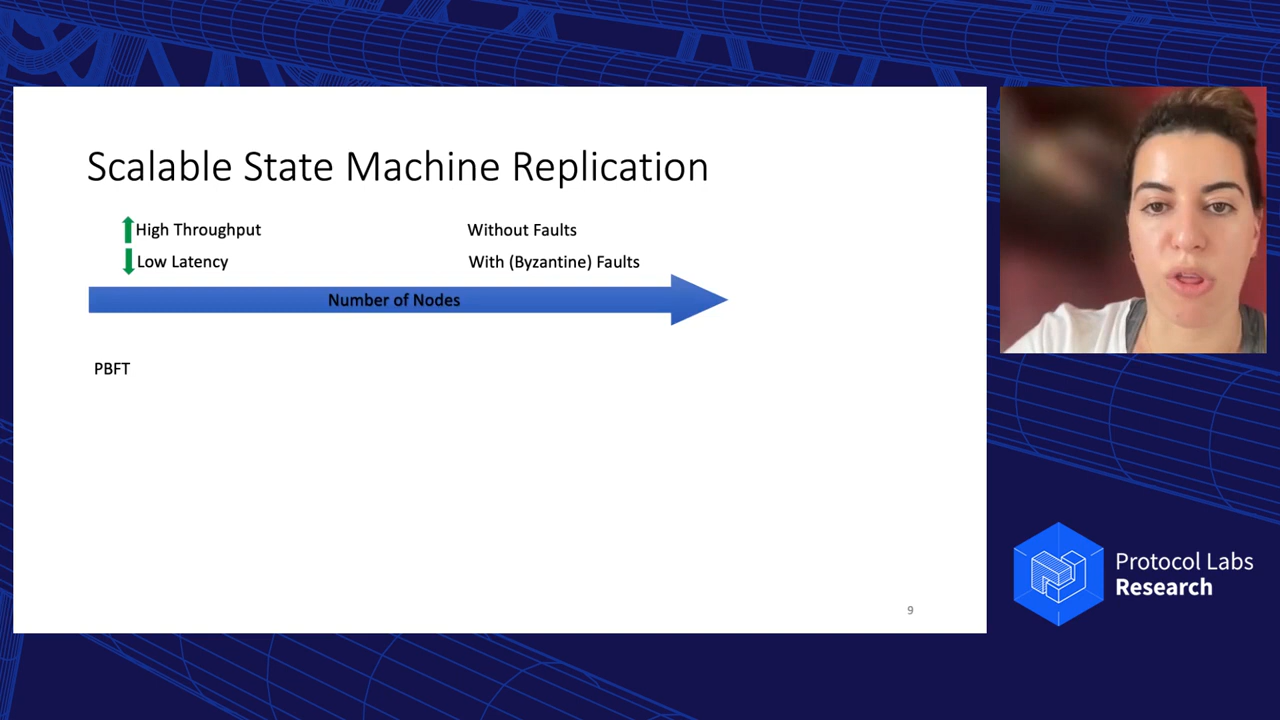 Scalable State Machine Replication
High Throughput
Without Faults
Low Latency
With (Byzantine) Faults
Number of Nodes
PBFT
9
Protocol Labs
Research